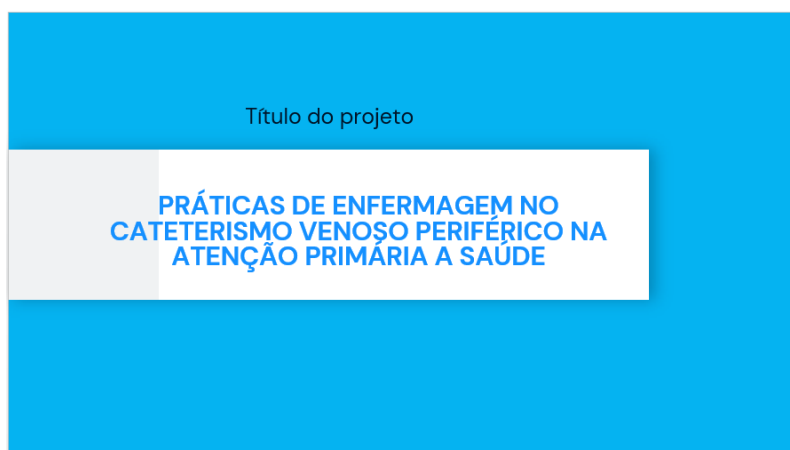 Título do projeto
PRÁTICAS DE ENFERMAGEM NO
CATETERISMO VENOSO PERIFÉRICO NA
ATENÇÃO PRIMÁRIA A SAÚDE